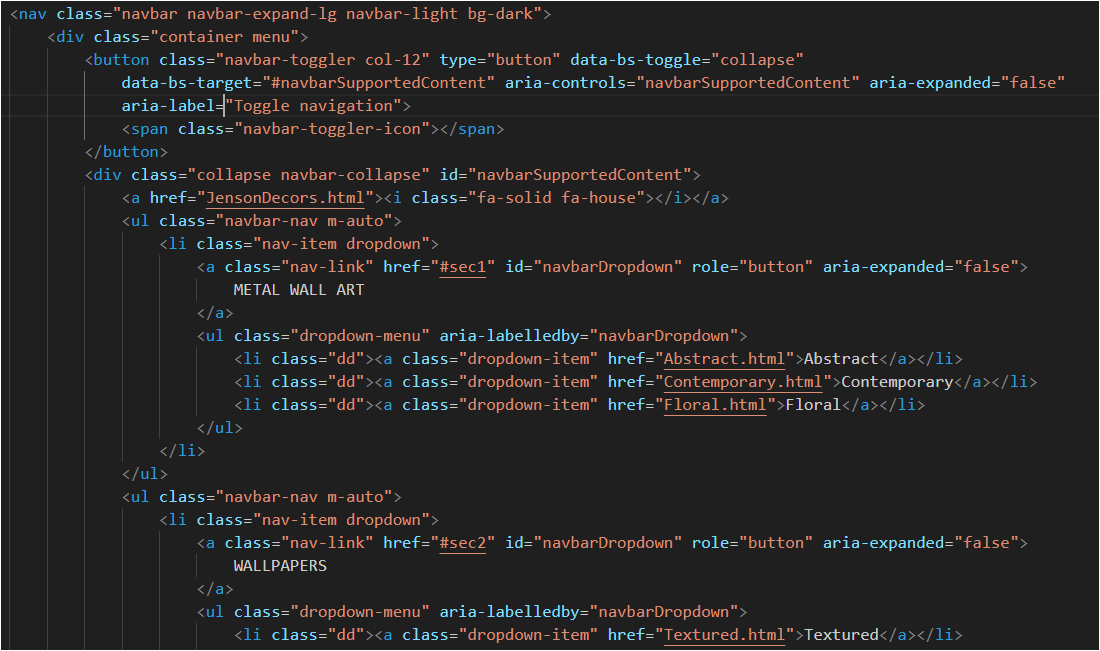 <nav class="navbar navbar-expand-lg navbar-light bg-dark">
    <div class="container menu">
        <button class="navbar-toggler col-12" type="button" data-bs-toggle="collapse"
            data-bs-target="#navbarSupportedContent" aria-controls="navbarSupportedContent" aria-expanded="false"
            aria-label="Toggle navigation">
            <span class="navbar-toggler-icon"></span>
        </button>
        <div class="collapse navbar-collapse" id="navbarSupportedContent">
            <a href="JensonDecors.html"><i class="fa-solid fa-house"></i></a>
            <ul class="navbar-nav m-auto">
                <li class="nav-item dropdown">
                    <a class="nav-link" href="#sec1" id="navbarDropdown" role="button" aria-expanded="false">
                        METAL WALL ART
                    </a>
                    <ul class="dropdown-menu" aria-labelledby="navbarDropdown">
                        <li class="dd"><a class="dropdown-item" href="Abstract.html">Abstract</a></li>
                        <li class="dd"><a class="dropdown-item" href="Contemporary.html">Contemporary</a></li>
                        <li class="dd"><a class="dropdown-item" href="Floral.html">Floral</a></li>
                    </ul>
                </li>
            </ul>
            <ul class="navbar-nav m-auto">
                <li class="nav-item dropdown">
                    <a class="nav-link" href="#sec2" id="navbarDropdown" role="button" aria-expanded="false">
                        WALLPAPERS
                    </a>
                    <ul class="dropdown-menu" aria-labelledby="navbarDropdown">
                        <li class="dd"><a class="dropdown-item" href="Textured.html">Textured</a></li>